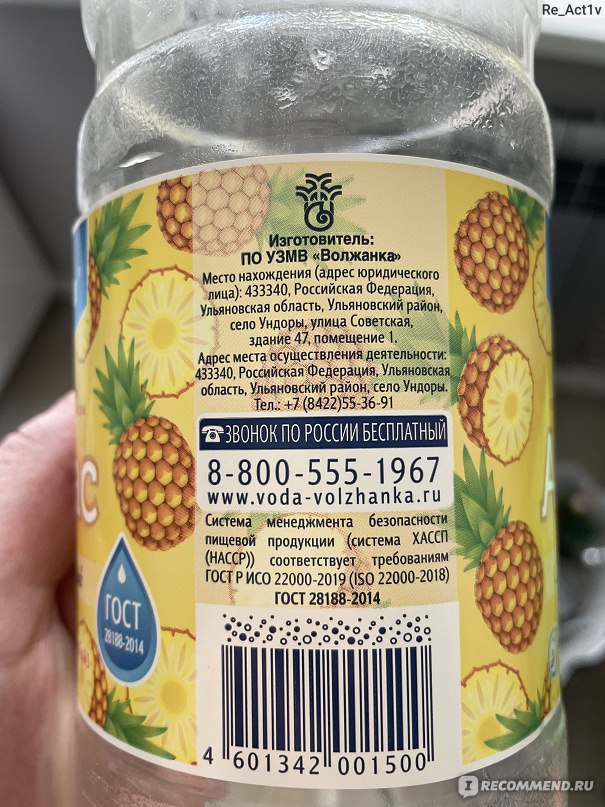 Re_Act1v
Изготовитель:
ПО УЗМВ «Волжанка»
Место нахождения (адрес юридического
лица): 433340, Российская Федерация,
Ульяновская область, Ульяновский район,
село Ундоры, улица Советская,
здание 47, помещение 1.
Адрес места осуществления деятельности:
433340, Российская Федерация, Ульяновская
область, Ульяновский район, село Ундоры.
Тел.: +7 (8422)55-36-91
ЗВОНОК ПО РОССИИ БЕСПЛАТНЫЙ
8-800-555-1967
www.voda-volzhanka.ru
Система менеджмента безопасности
пищевой продукции (система ХАССП
(HACCP)) соответствует требованиям
ГОСТ Р ИСО 22000-2019 (ISO 22000-2018)
ГОСТ 28188-2014
ГОСТ
28188-2014
4 601342 001500
IRECOMMEND.RU